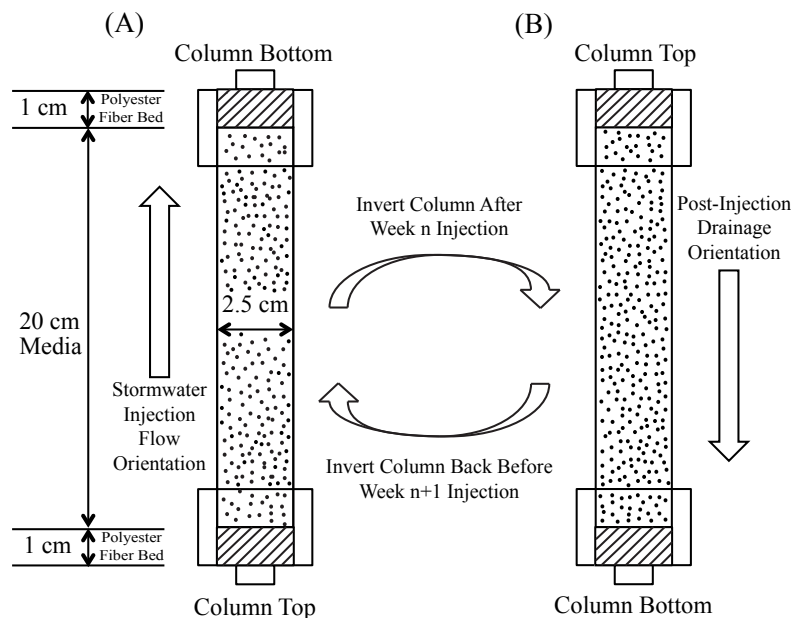 (A)
Column Bottom
1 cm
Polyester
Fiber Bed
20 cm
Media
2.5 cm
Stormwater
Injection
Flow
Orientation
1 cm
Polyester
Fiber Bed
Column Top
Invert Column After
Week n Injection
Invert Column Back Before
Week n+1 Injection
(B)
Column Top
Post-Injection
Drainage
Orientation
Column Bottom